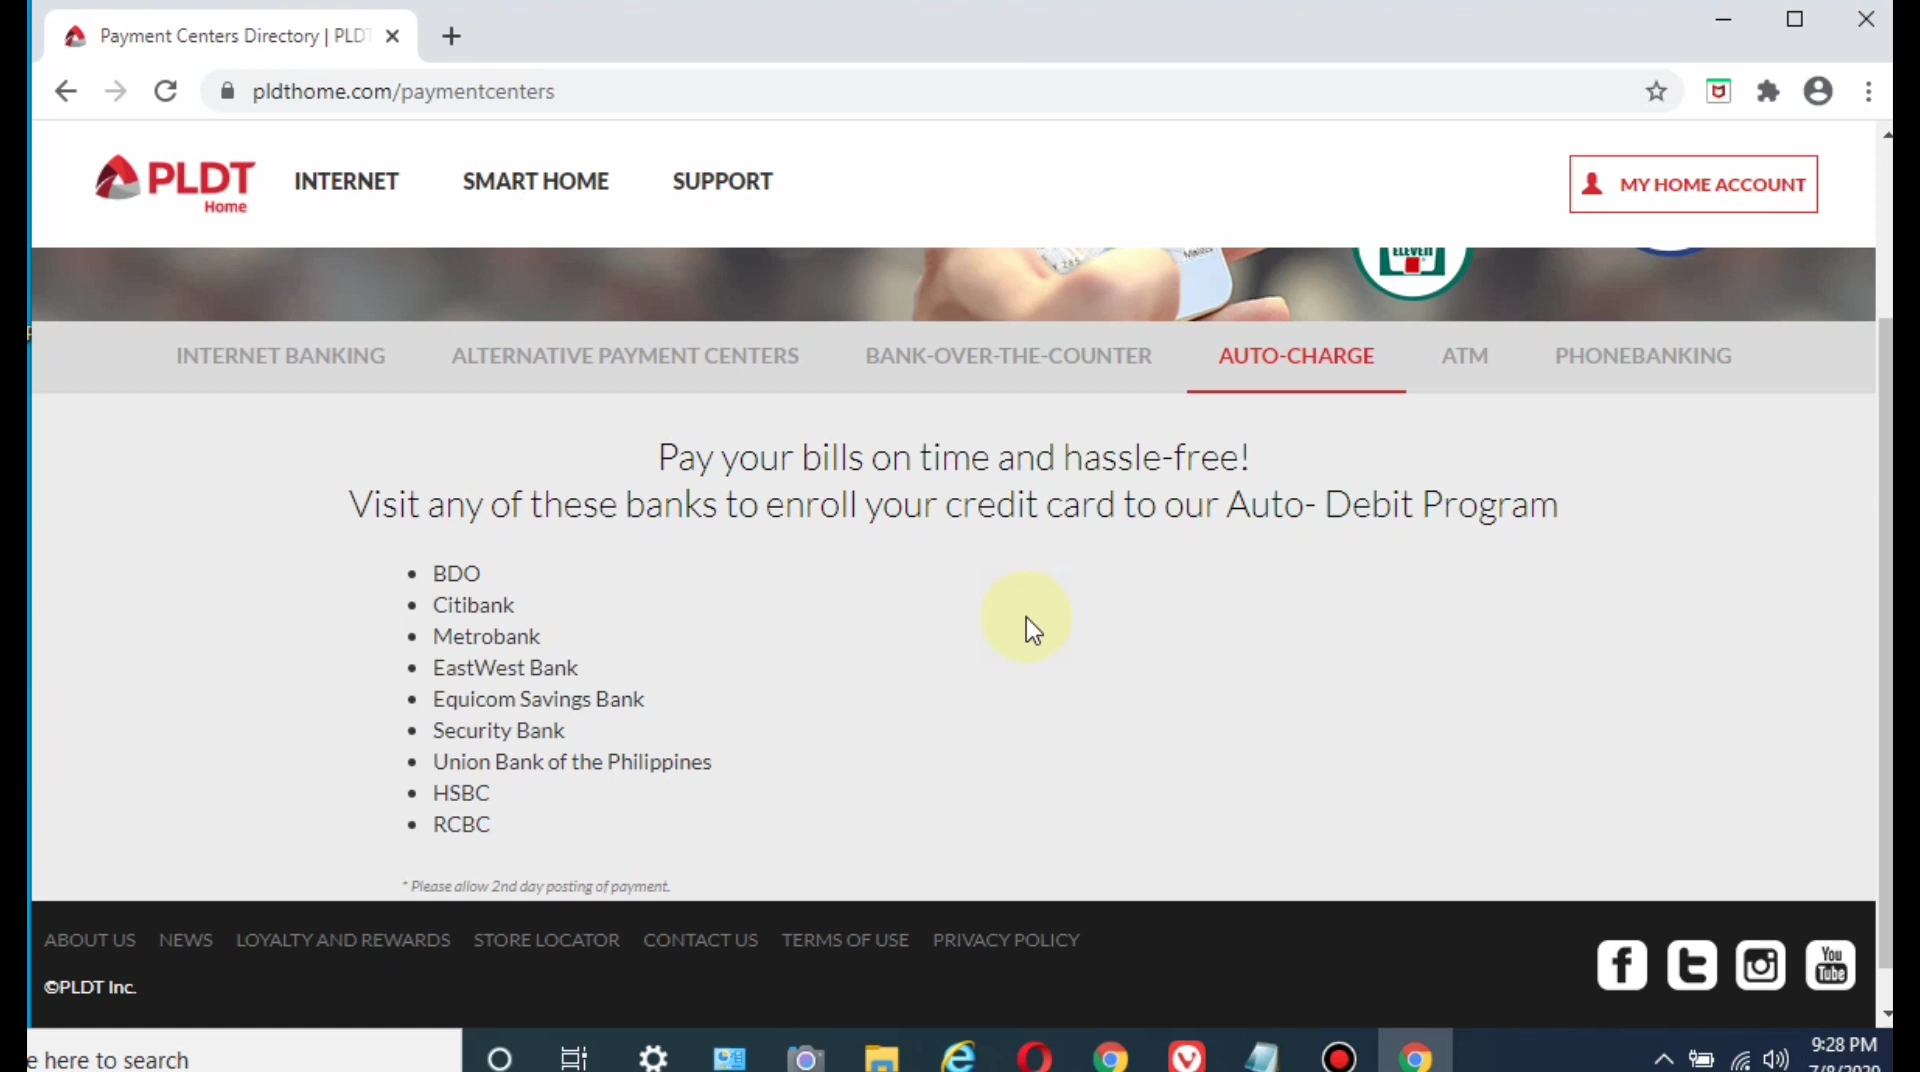 Payment Centers Directory | PLDT
pldthome.com/paymentcenters
PLDT
Home
INTERNET
SMART HOME
SUPPORT
MY HOME ACCOUNT
ELEVEN
INTERNET BANKING
ALTERNATIVE PAYMENT CENTERS
BANK-OVER-THE-COUNTER
AUTO-CHARGE
ATM
PHONEBANKING
Pay your bills on time and hassle-free!
Visit any of these banks to enroll your credit card to our Auto- Debit Program
• BDO
• Citibank
• Metrobank
• EastWest Bank
• Equicom Savings Bank
• Security Bank
• Union Bank of the Philippines
• HSBC
• RCBC
* Please allow 2nd day posting of payment.
ABOUT US
NEWS
LOYALTY AND REWARDS
STORE LOCATOR
CONTACT US
TERMS OF USE
PRIVACY POLICY
©PLDT Inc.
You
Tube
e here to search
9:28 PM
7/8/2020